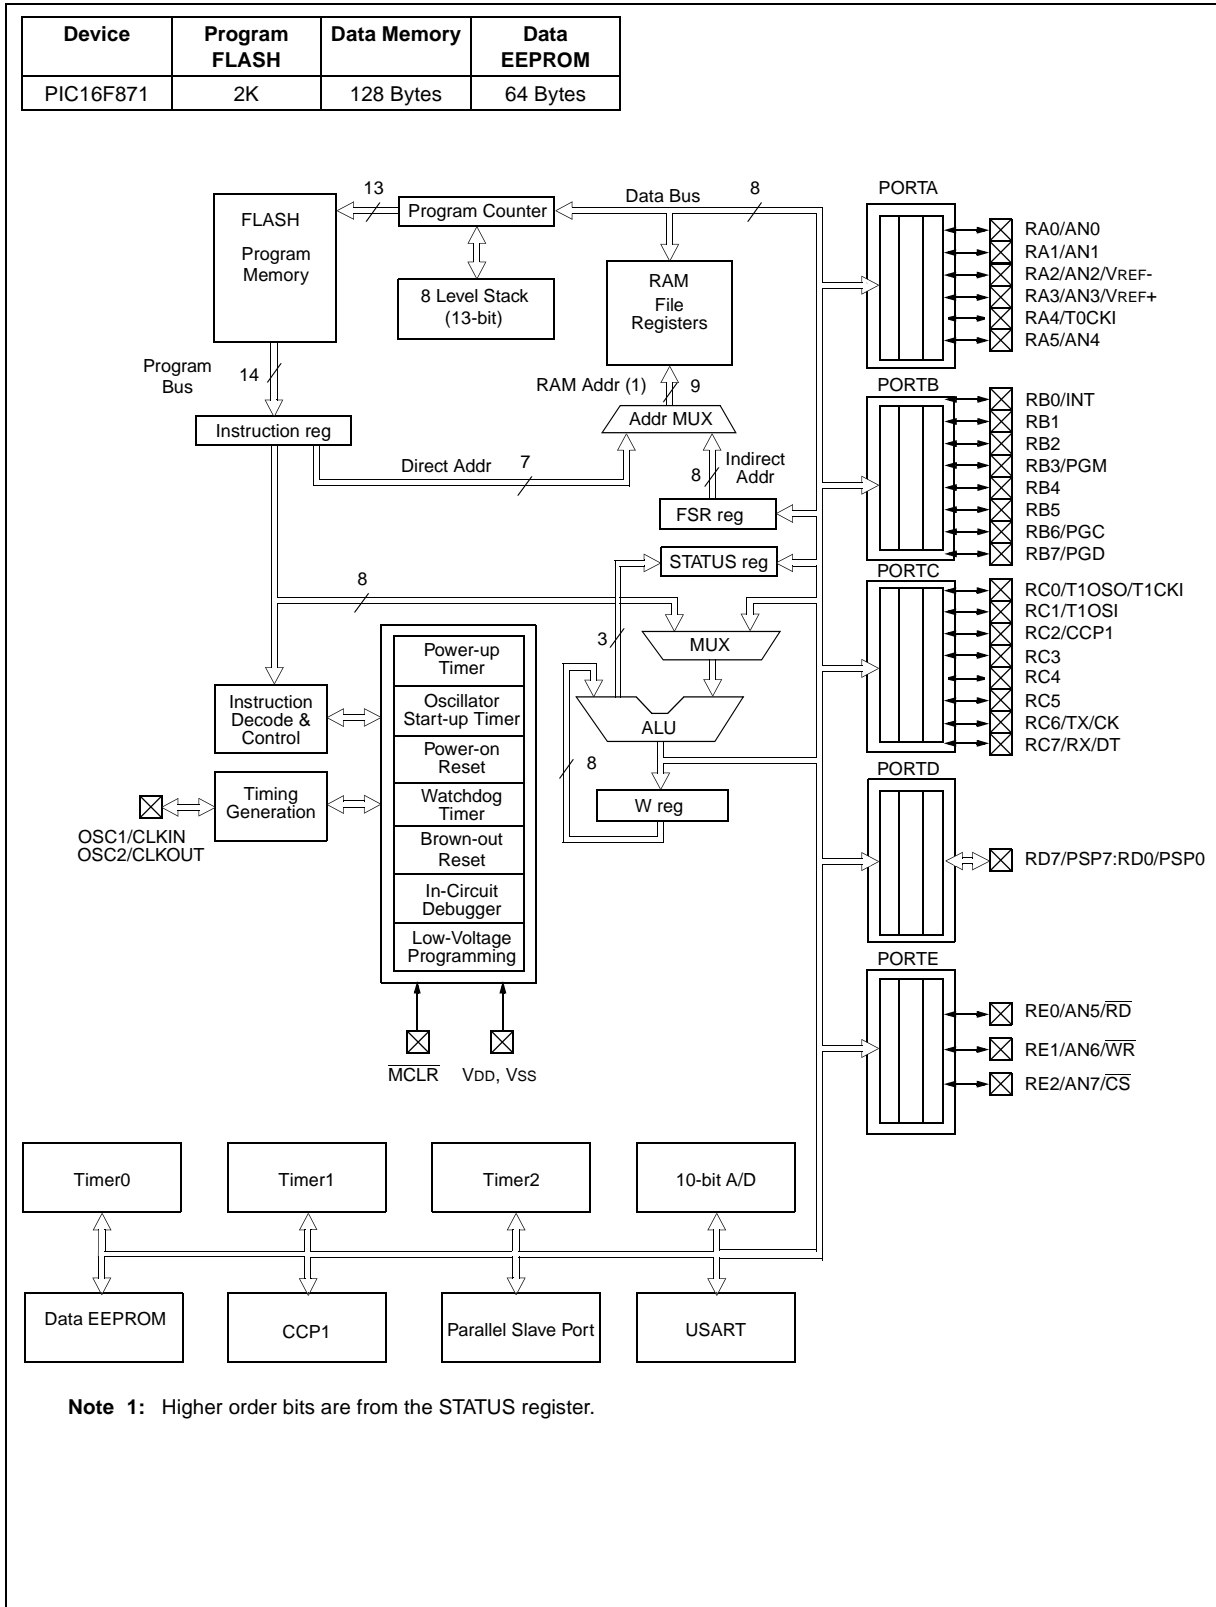 Device Program FLASH Data Memory Data EEPROM
PIC16F871 2K 128 Bytes 64 Bytes
FLASH
Program
Memory
13
Program Counter
8 Level Stack
(13-bit)
Data Bus
8
RAM
File
Registers
Program
Bus
14
RAM Addr (1)
9
Addr MUX
Instruction reg
Direct Addr
7
8
Indirect
Addr
FSR reg
STATUS reg
8
3
MUX
ALU
8
W reg
Instruction
Decode &
Control
Timing
Generation
OSC1/CLKIN
OSC2/CLKOUT
Power-up
Timer
Oscillator
Start-up Timer
Power-on
Reset
Watchdog
Timer
Brown-out
Reset
In-Circuit
Debugger
Low-Voltage
Programming
MCLR
VDD, VSS
PORTA
RA0/AN0
RA1/AN1
RA2/AN2/VREF-
RA3/AN3/VREF+
RA4/T0CKI
RA5/AN4
PORTB
RB0/INT
RB1
RB2
RB3/PGM
RB4
RB5
RB6/PGC
RB7/PGD
PORTC
RC0/T1OSO/T1CKI
RC1/T1OSI
RC2/CCP1
RC3
RC4
RC5
RC6/TX/CK
RC7/RX/DT
PORTD
RD7/PSP7:RD0/PSP0
PORTE
RE0/AN5/RD
RE1/AN6/WR
RE2/AN7/CS
Timer0
Timer1
Timer2
10-bit A/D
Data EEPROM
CCP1
Parallel Slave Port
USART
Note 1: Higher order bits are from the STATUS register.